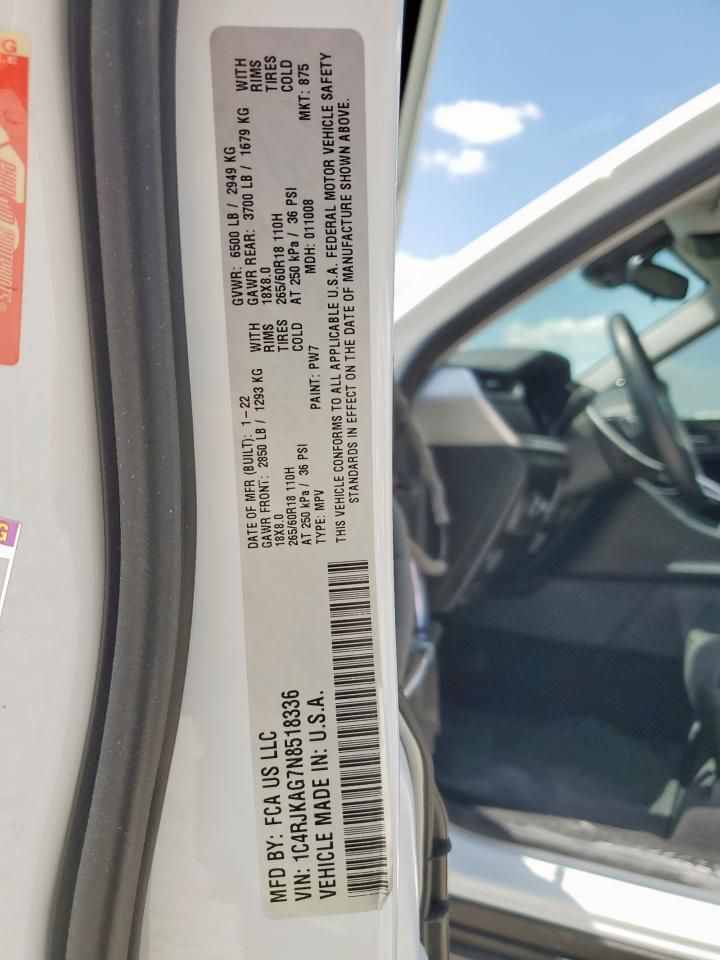 MFD BY: FCA US LLC
VIN: 1C4RJKAG7N8518336
VEHICLE MADE IN: U.S.A.
DATE OF MFR (BUILT): 1-22 GVWR: 6500 LB / 2949 KG
GAWR FRONT: 2850 LB / 1293 KG WITH GAWR REAR: 3700 LB / 1679 KG WITH
18X8.0 RIMS 18X8.0 RIMS
265/60R18 110H TIRES 265/60R18 110H TIRES
AT 250 kPa / 36 PSI COLD AT 250 kPa / 36 PSI COLD
TYPE: MPV PAINT: PW7 MDH: 011008 MKT: 875
THIS VEHICLE CONFORMS TO ALL APPLICABLE U.S.A. FEDERAL MOTOR VEHICLE SAFETY
STANDARDS IN EFFECT ON THE DATE OF MANUFACTURE SHOWN ABOVE.